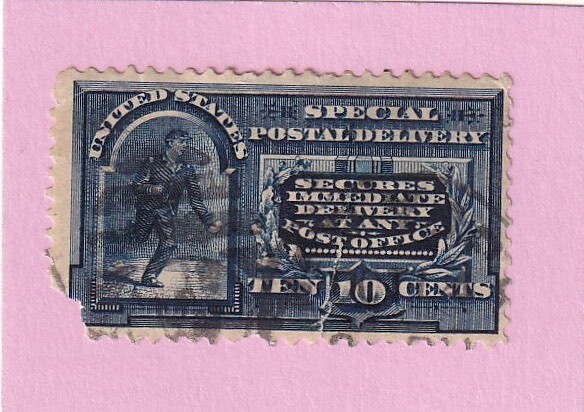 UNITED STATES
SPECIAL
POSTAL DELIVERY
SECURES
IMMEDIATE
DELIVERY
AT ANY
POST OFFICE
TEN 10 CENTS